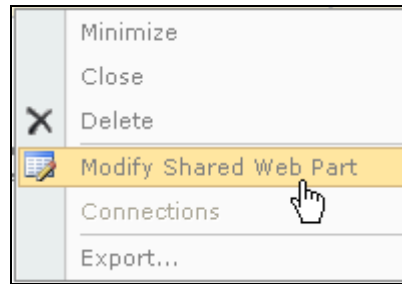 Minimize
Close
Delete
Modify Shared Web Part
Connections
Export...